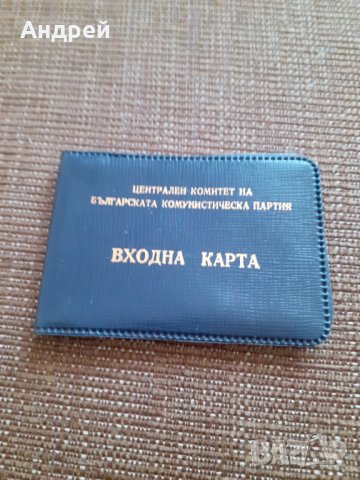 Андрей
ЦЕНТРАЛЕН КОМИТЕТ НА
БЪЛГАРСКАТА КОМУНИСТИЧЕСКА ПАРТИЯ
ВХОДНА КАРТА